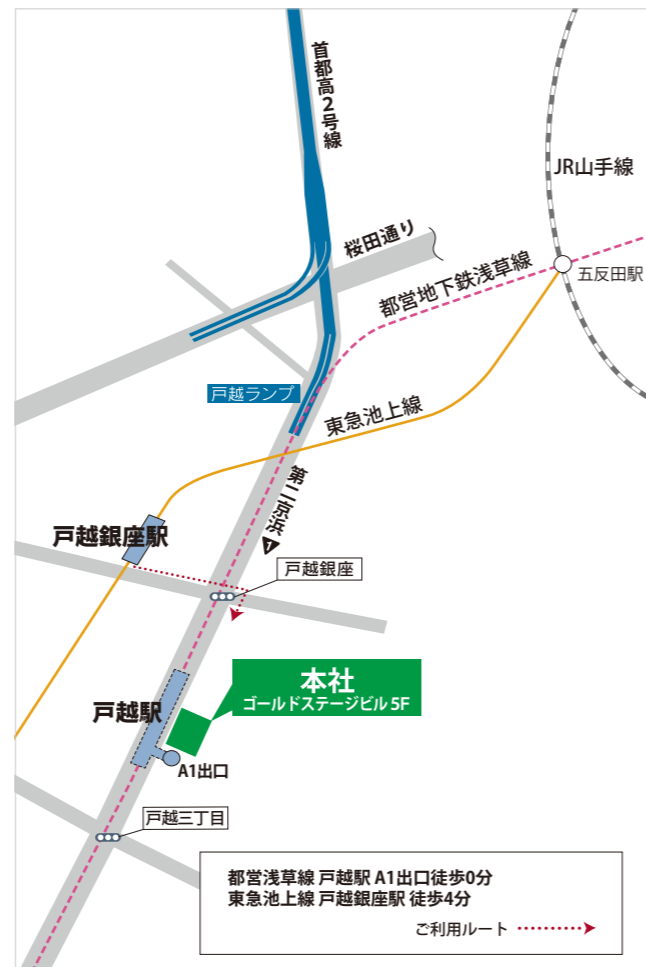 首都高2号線
JR山手線
桜田通り
都営地下鉄浅草線
五反田駅
戸越ランプ
東急池上線
第二京浜
1
戸越銀座駅
戸越銀座
本社
ゴールドステージビル 5F
戸越駅
A1出口
戸越三丁目
都営浅草線 戸越駅 A1出口徒歩0分
東急池上線 戸越銀座駅 徒歩4分
ご利用ルート